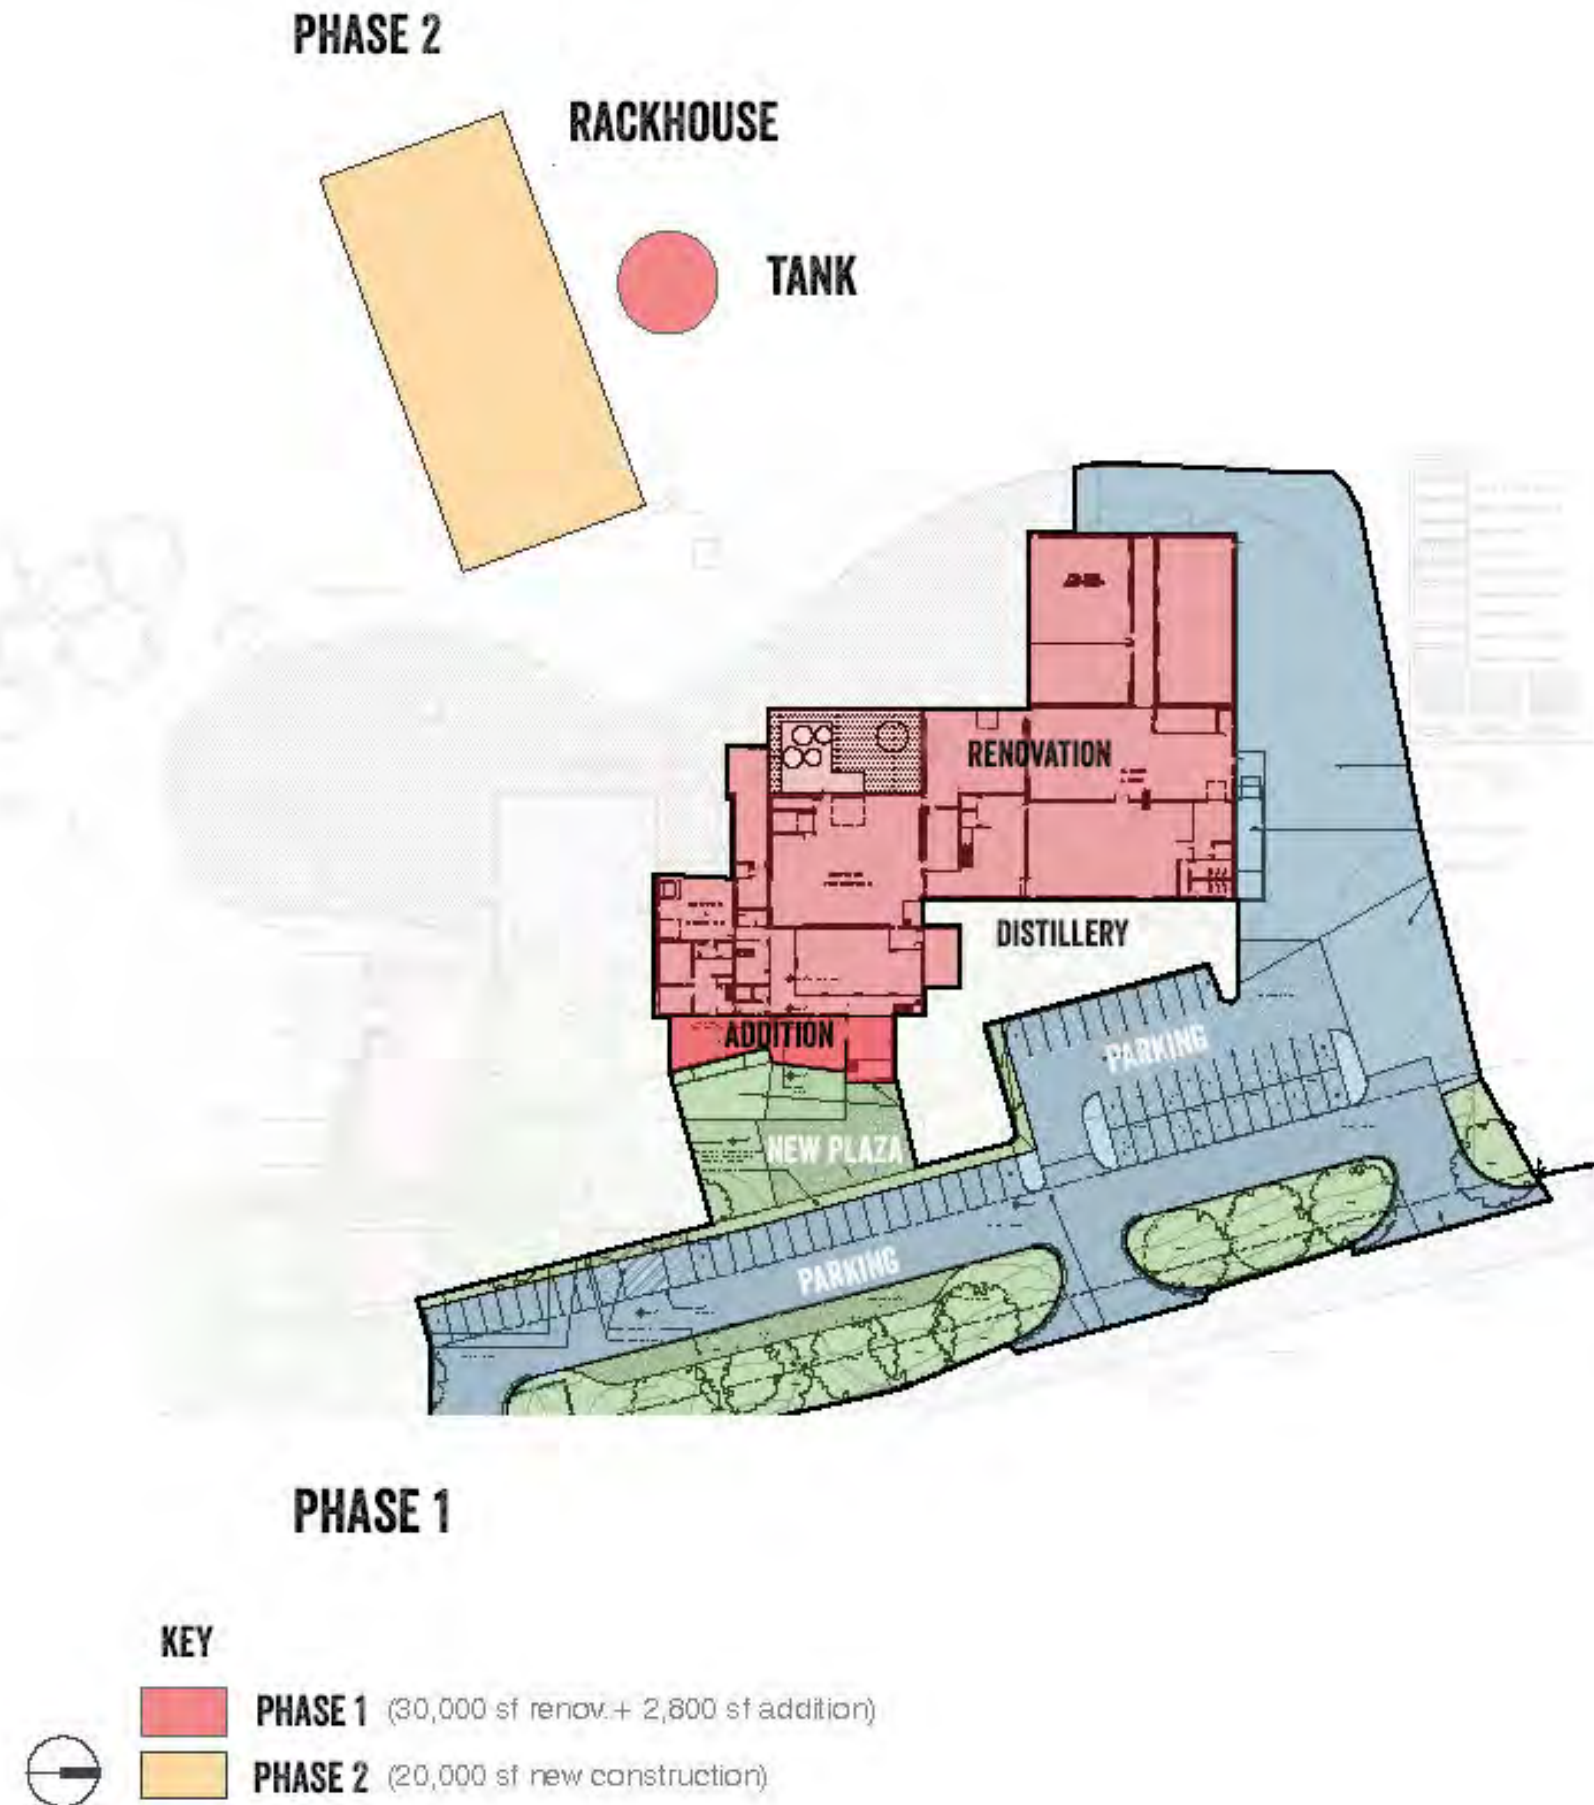 PHASE 2
RACKHOUSE
TANK
RENOVATION
DISTILLERY
ADDITION
PARKING
NEW PLAZA
PARKING
PHASE 1
KEY
PHASE 1 (30,000 sf renov.+ 2,800 sf addition)
PHASE 2 (20,000 sf new construction)